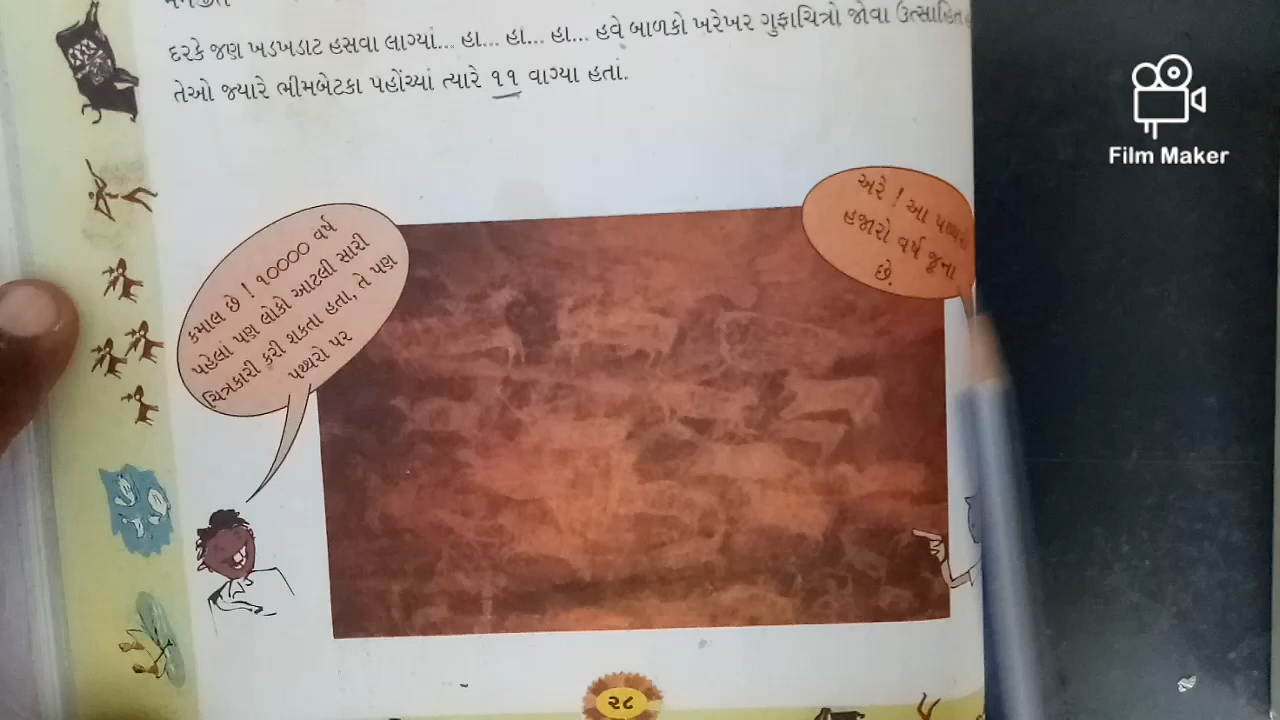 દરકે જણ ખડખડાટ હસવા લાગ્યાં... હા... હા... હા... હવે બાળકો ખરેખર ગુફાચિત્રો જોવા ઉત્સાહિત
તેઓ જ્યારે ભીમબેટકા પહોંચ્યાં ત્યારે ૧૧ વાગ્યા હતાં.
કમાલ છે ! ૧૦૦૦૦ વર્ષ
પહેલાં પણ લોકો આટલી સારી
ચિત્રકારી કરી શકતા હતા, તે પણ
પથ્થરો પર
અરે ! આ
હજારો વર્ષ જૂના
છે.
૨૮
Film Maker